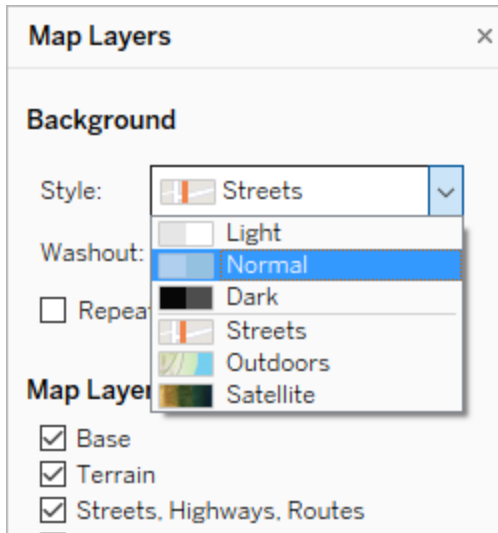 Map Layers
Background
Style: Streets
Light
Washout:
Normal
Dark
Repea
Streets
Outdoors
Map Layer
Satellite
Base
Terrain
Streets, Highways, Routes